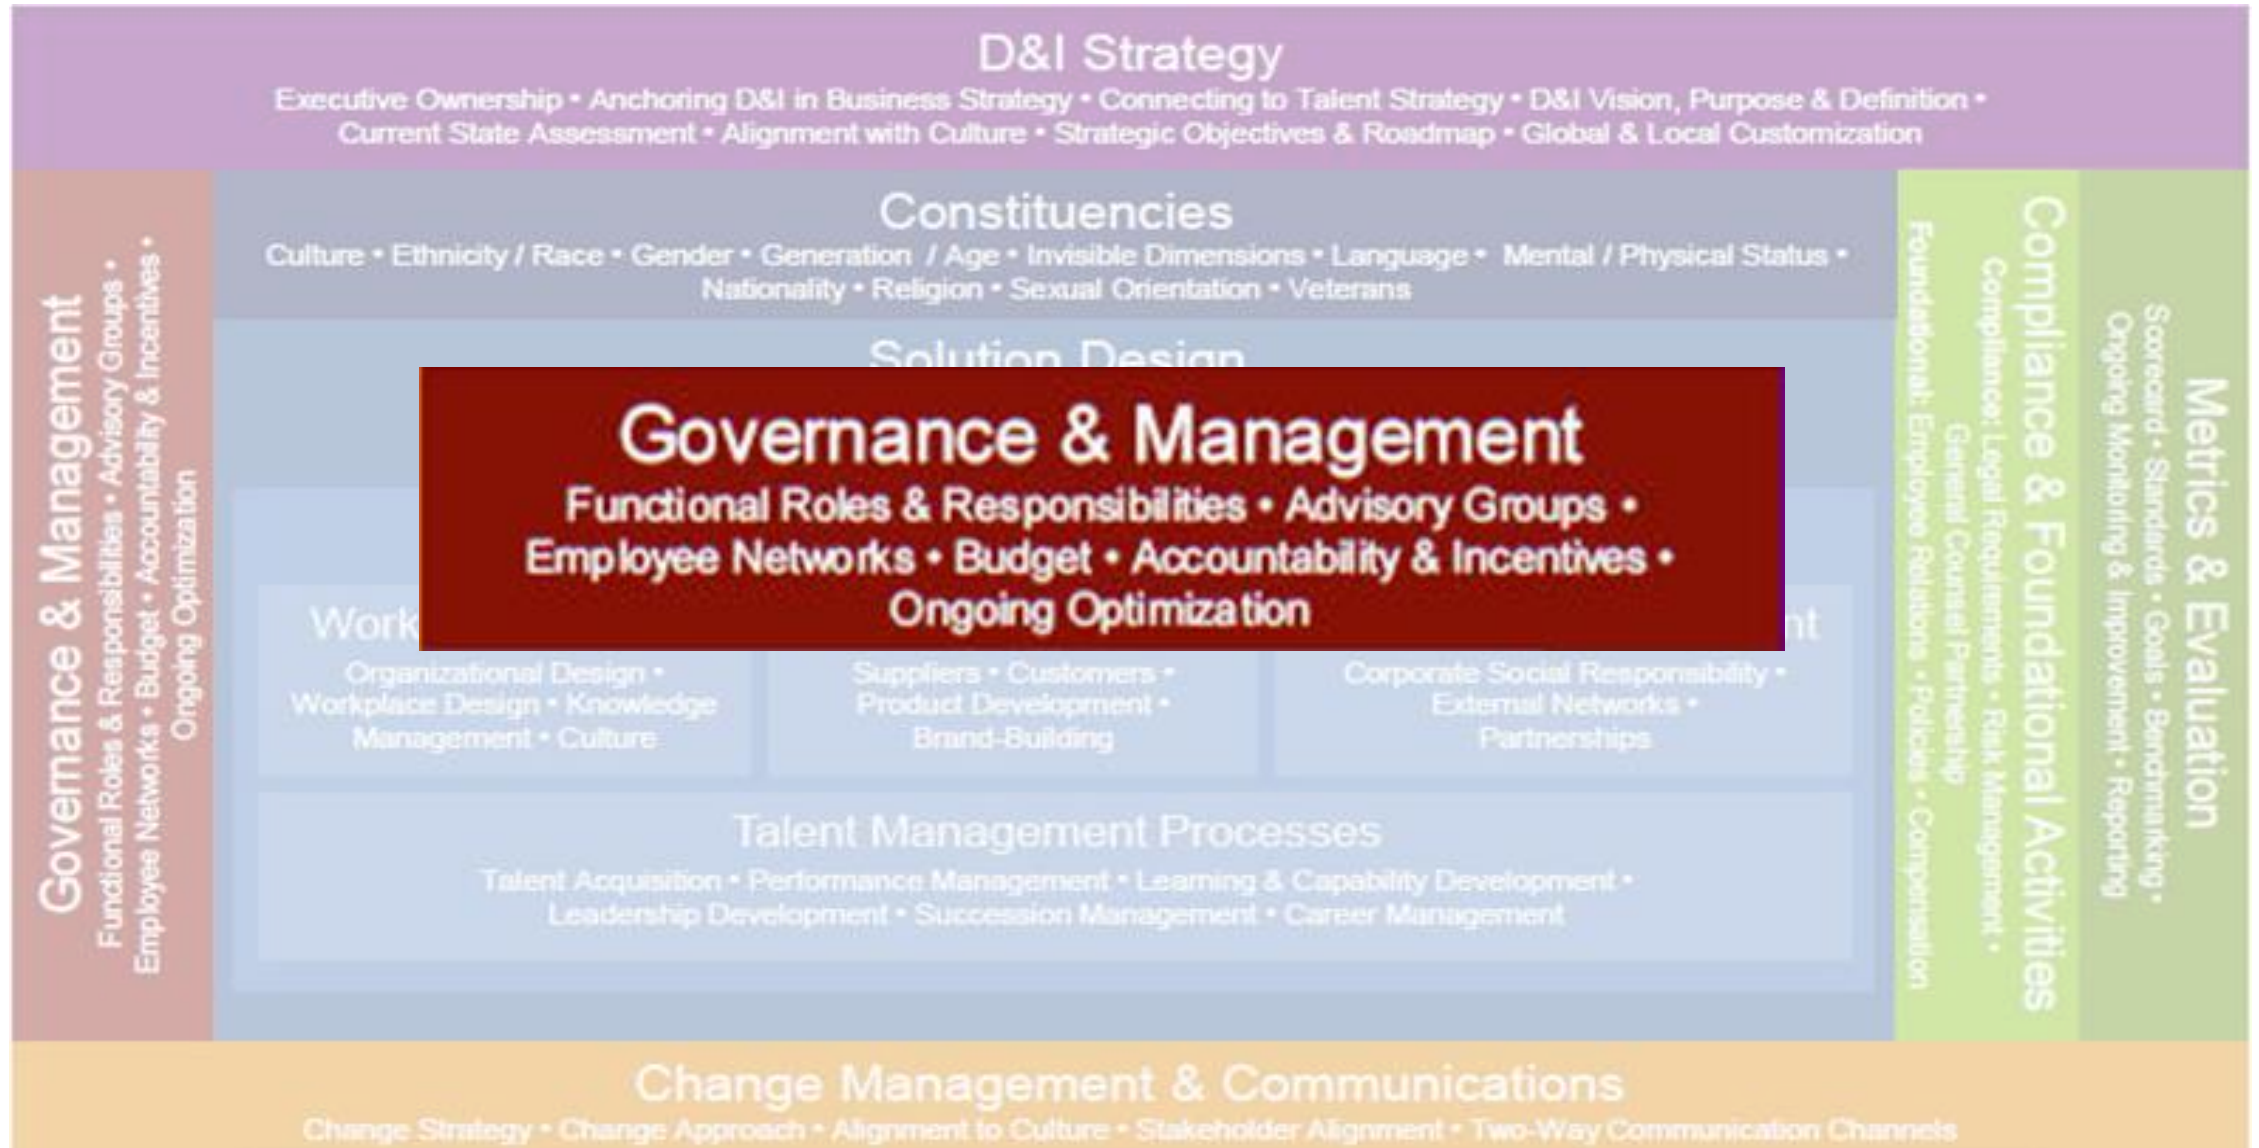 D&I Strategy
Executive Ownership • Anchoring D&I in Business Strategy • Connecting to Talent Strategy • D&I Vision, Purpose & Definition •
Current State Assessment • Alignment with Culture • Strategic Objectives & Roadmap • Global & Local Customization
Governance & Management
Functional Roles & Responsibilities • Advisory Groups •
Employee Networks • Budget • Accountability & Incentives •
Ongoing Optimization
Constituencies
Culture • Ethnicity / Race • Gender • Generation / Age • Invisible Dimensions • Language • Mental / Physical Status •
Nationality • Religion • Sexual Orientation • Veterans
Solution Design
Governance & Management
Functional Roles & Responsibilities • Advisory Groups •
Employee Networks • Budget • Accountability & Incentives •
Ongoing Optimization
Organizational Design •
Workplace Design • Knowledge
Management • Culture
Suppliers • Customers •
Product Development •
Brand-Building
Corporate Social Responsibility •
External Networks •
Partnerships
Talent Management Processes
Talent Acquisition • Performance Management • Learning & Capability Development •
Leadership Development • Succession Management • Career Management
Compliance & Foundational Activities
Compliance: Legal Requirements • Risk Management •
General Counsel Partnership
Foundational: Employee Relations • Policies • Compensation
Metrics & Evaluation
Scorecard • Standards • Goals • Benchmarking •
Ongoing Monitoring & Improvement • Reporting
Change Management & Communications
Change Strategy • Change Approach • Alignment to Culture • Stakeholder Alignment • Two-Way Communication Channels